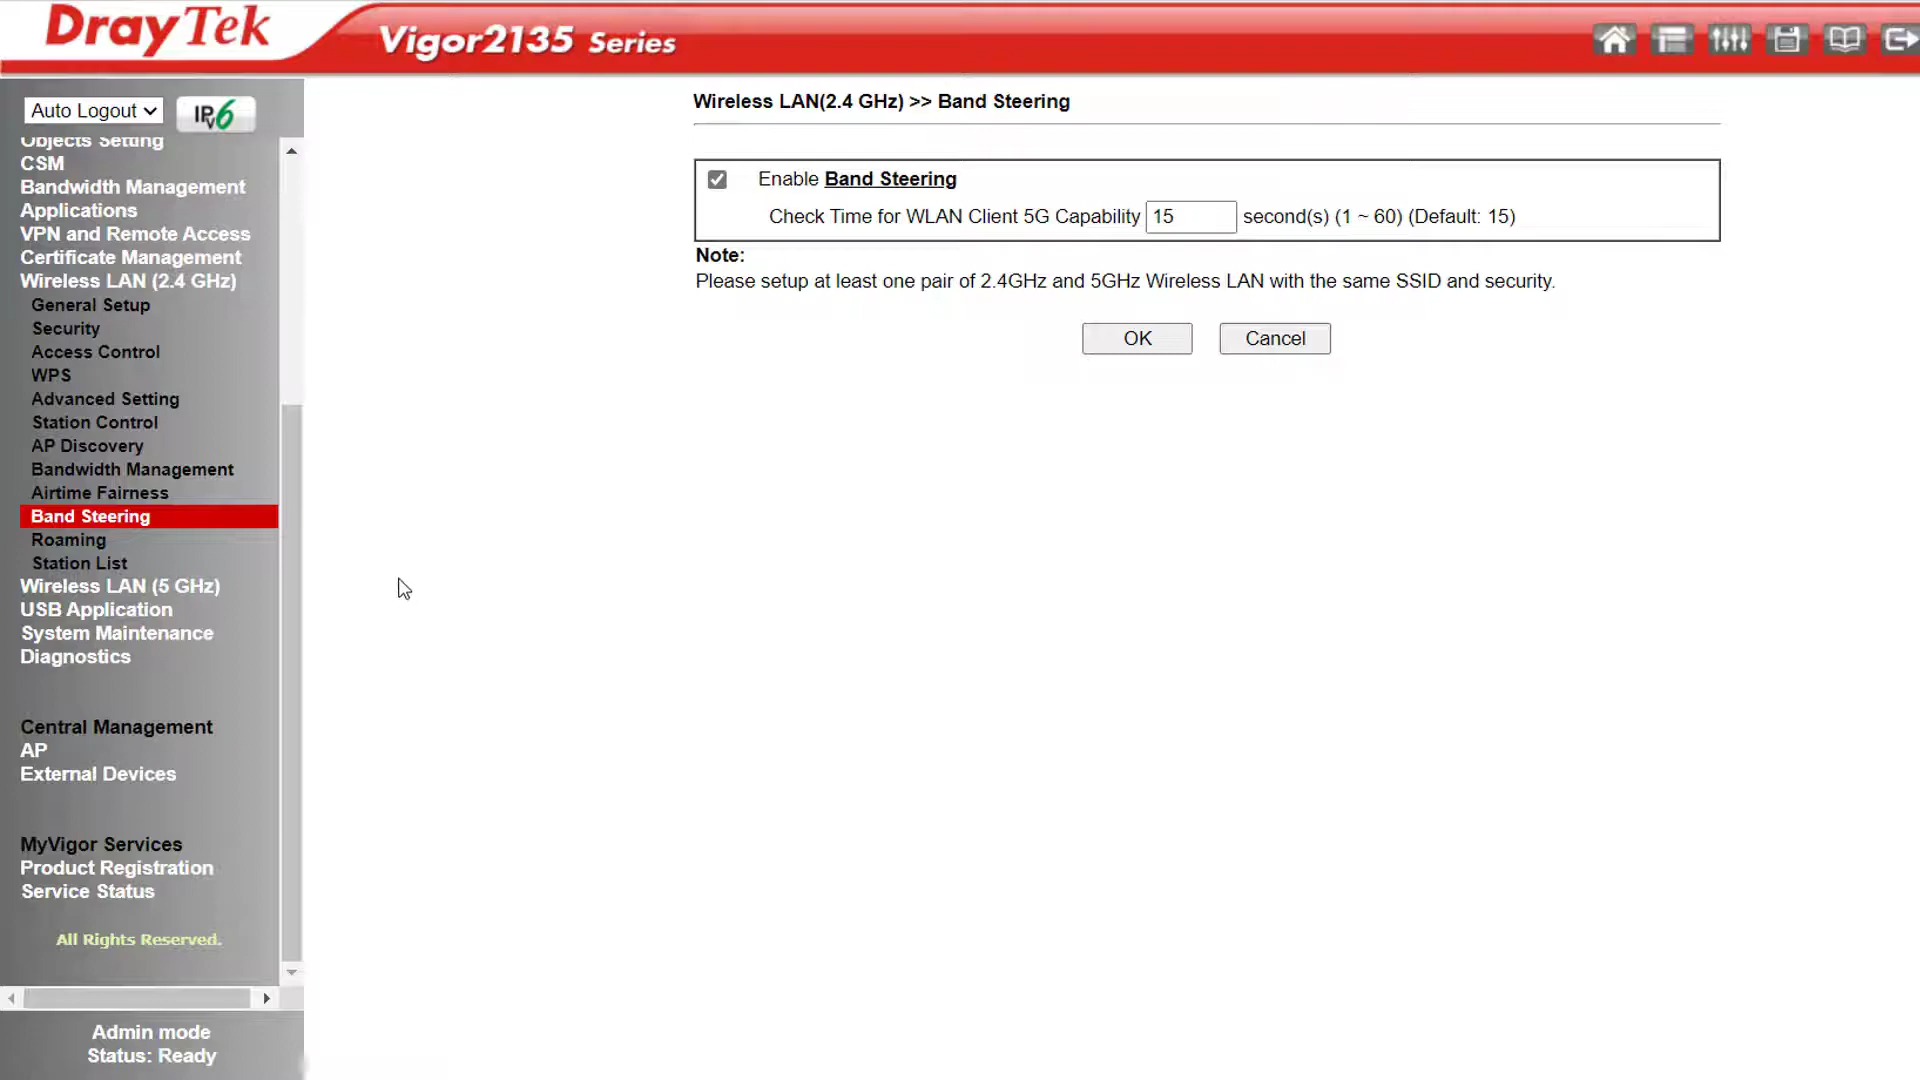 DrayTek
Vigor2135 Series
Auto Logout
IPv6
Objects Setting
CSM
Bandwidth Management
Applications
VPN and Remote Access
Certificate Management
Wireless LAN (2.4 GHz)
General Setup
Security
Access Control
WPS
Advanced Setting
Station Control
AP Discovery
Bandwidth Management
Airtime Fairness
Band Steering
Roaming
Station List
Wireless LAN (5 GHz)
USB Application
System Maintenance
Diagnostics
Central Management
AP
External Devices
MyVigor Services
Product Registration
Service Status
All Rights Reserved.
Admin mode
Status: Ready
Wireless LAN(2.4 GHz) >> Band Steering
Enable Band Steering
Check Time for WLAN Client 5G Capability 15 second(s) (1 ~ 60) (Default: 15)
Note:
Please setup at least one pair of 2.4GHz and 5GHz Wireless LAN with the same SSID and security.
OK Cancel